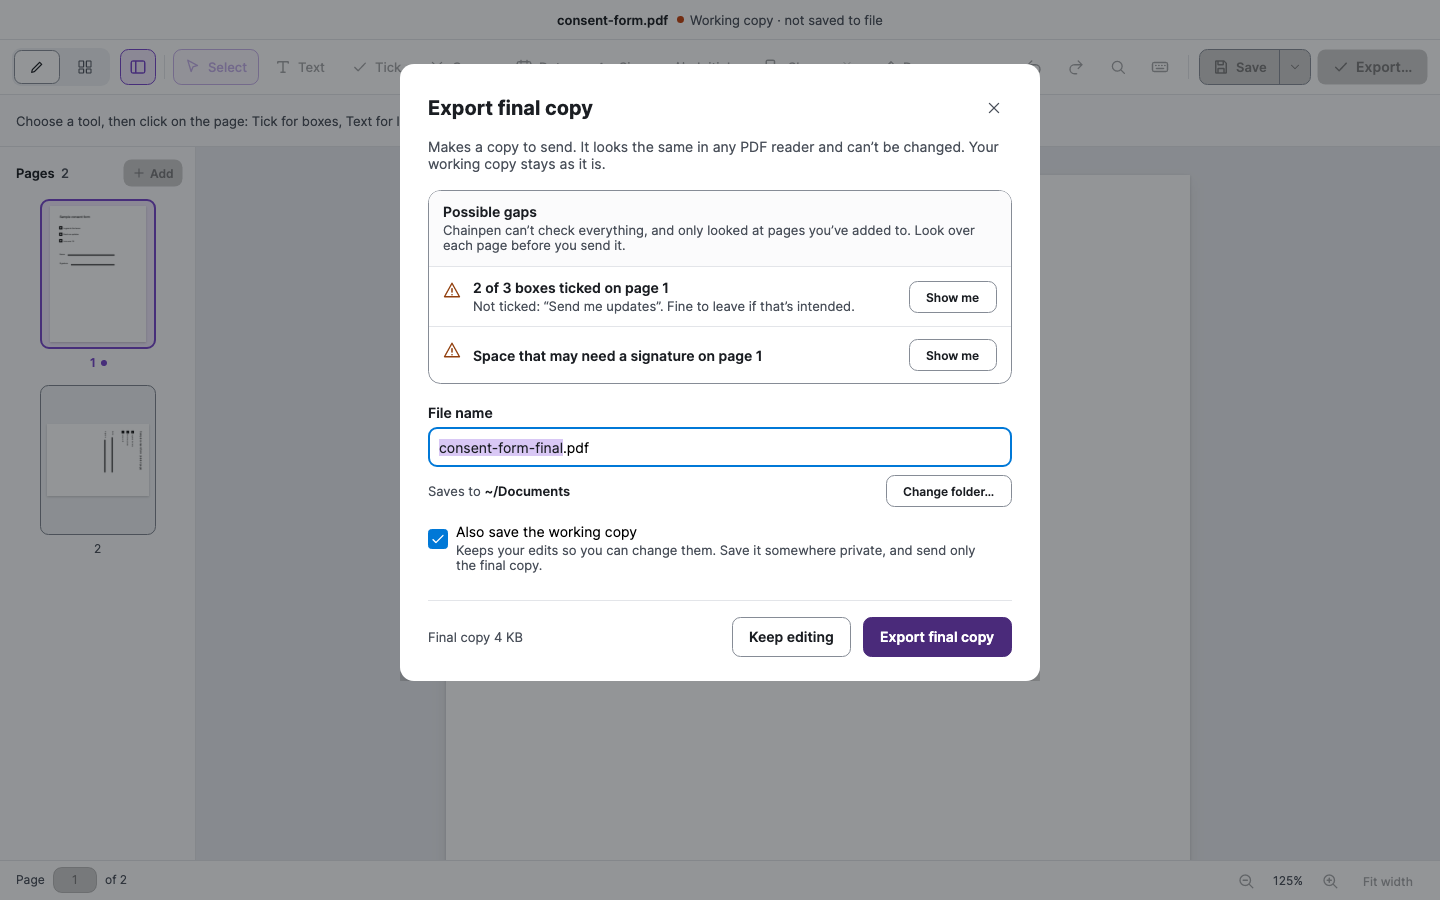 consent-form.pdf Working copy · not saved to file
Select Text Tick Save Export...
Choose a tool, then click on the page: Tick for boxes, Text for
Pages 2 Add
1
2
Export final copy
Makes a copy to send. It looks the same in any PDF reader and can’t be changed. Your
working copy stays as it is.
Possible gaps
Chainpen can’t check everything, and only looked at pages you’ve added to. Look over
each page before you send it.
2 of 3 boxes ticked on page 1
Not ticked: “Send me updates”. Fine to leave if that’s intended.
Show me
Space that may need a signature on page 1
Show me
File name
consent-form-final.pdf
Saves to ~/Documents
Change folder...
Also save the working copy
Keeps your edits so you can change them. Save it somewhere private, and send only
the final copy.
Final copy 4 KB
Keep editing
Export final copy
Page 1 of 2
125% Fit width